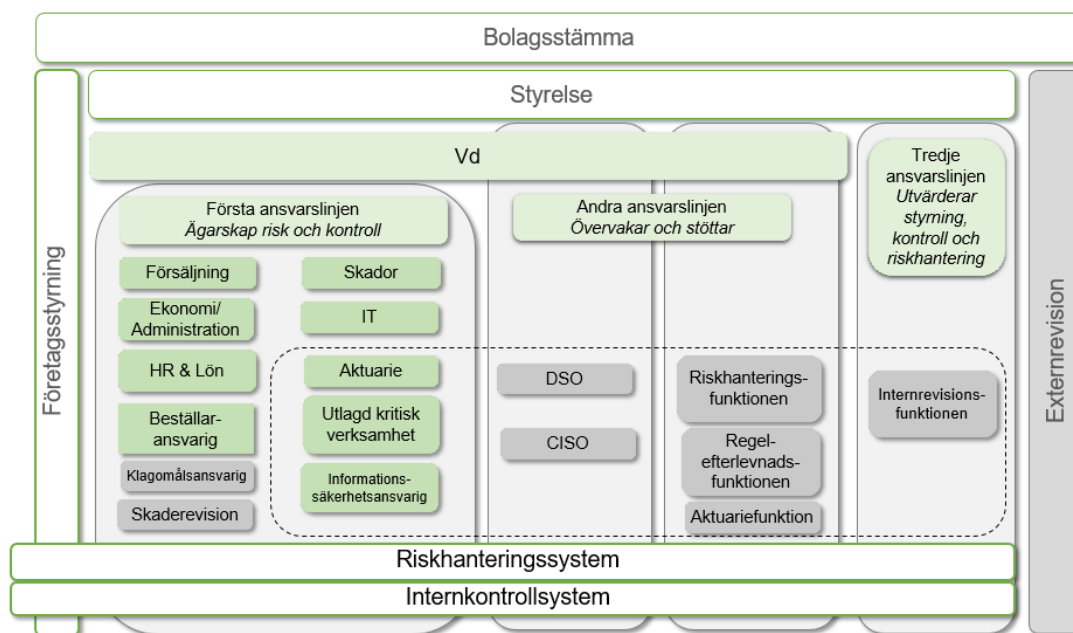 Bolagsstämma
Styrelse
Företagsstyrning
Externrevision
Vd
Första ansvarslinjen
Ägarskap risk och kontroll
Försäljning
Skador
Ekonomi/
Administration
IT
HR & Lön
Aktuarie
Beställar-
ansvarig
Utlagd kritisk
verksamhet
Klagomålsansvarig
Informations-
säkerhetsansvarig
Skaderevision
Andra ansvarslinjen
Övervakar och stöttar
DSO
CISO
Riskhanterings-
funktionen
Regel-
efterlevnads-
funktionen
Aktuariefunktion
Tredje
ansvarslinjen
Utvärderar
styrning,
kontroll och
riskhantering
Internrevisions-
funktionen
Riskhanteringssystem
Internkontrollsystem